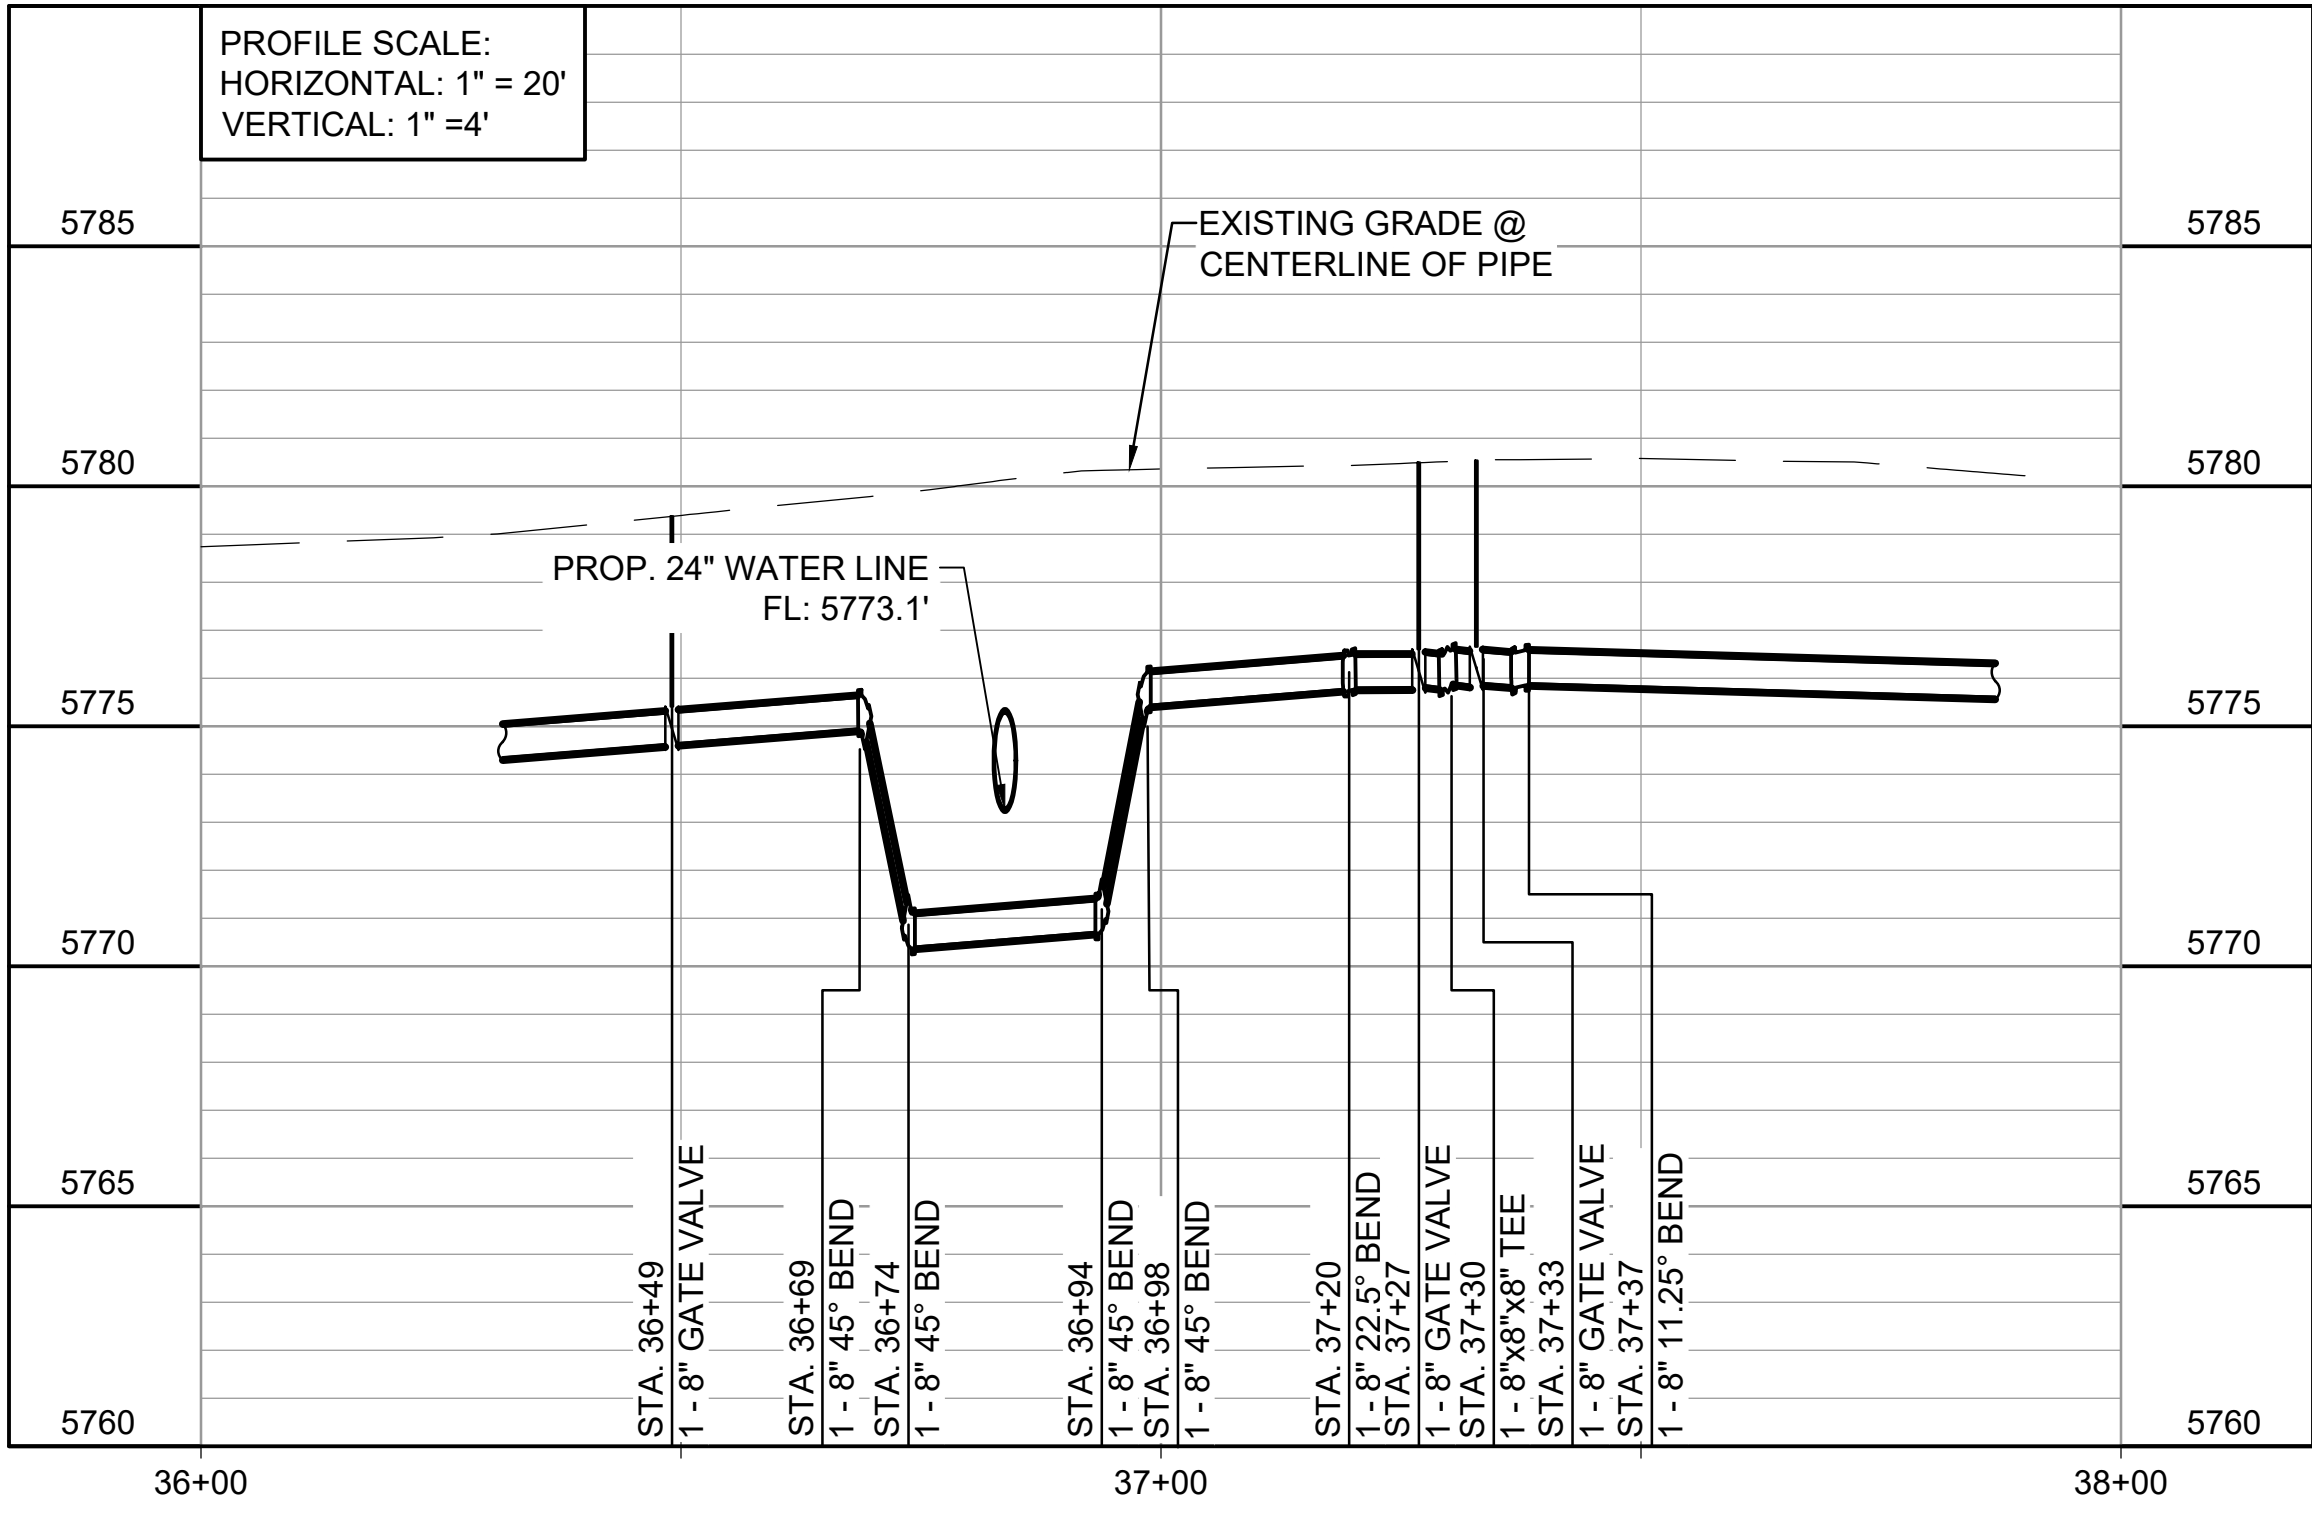 PROFILE SCALE:
HORIZONTAL: 1" = 20'
VERTICAL: 1" =4'
5785
5785
EXISTING GRADE @
CENTERLINE OF PIPE
5780
5780
PROP. 24" WATER LINE
FL: 5773.1'
5775
5775
5770
5770
5765
5765
STA. 36+49
1 - 8" GATE VALVE
STA. 36+69
1 - 8" 45° BEND
STA. 36+74
1 - 8" 45° BEND
STA. 36+94
1 - 8" 45° BEND
STA. 36+98
1 - 8" 45° BEND
STA. 37+20
1 - 8" 22.5° BEND
STA. 37+27
1 - 8" GATE VALVE
STA. 37+30
1 - 8"x8"x8" TEE
STA. 37+33
1 - 8" GATE VALVE
STA. 37+37
1 - 8" 11.25° BEND
5760
5760
36+00
37+00
38+00